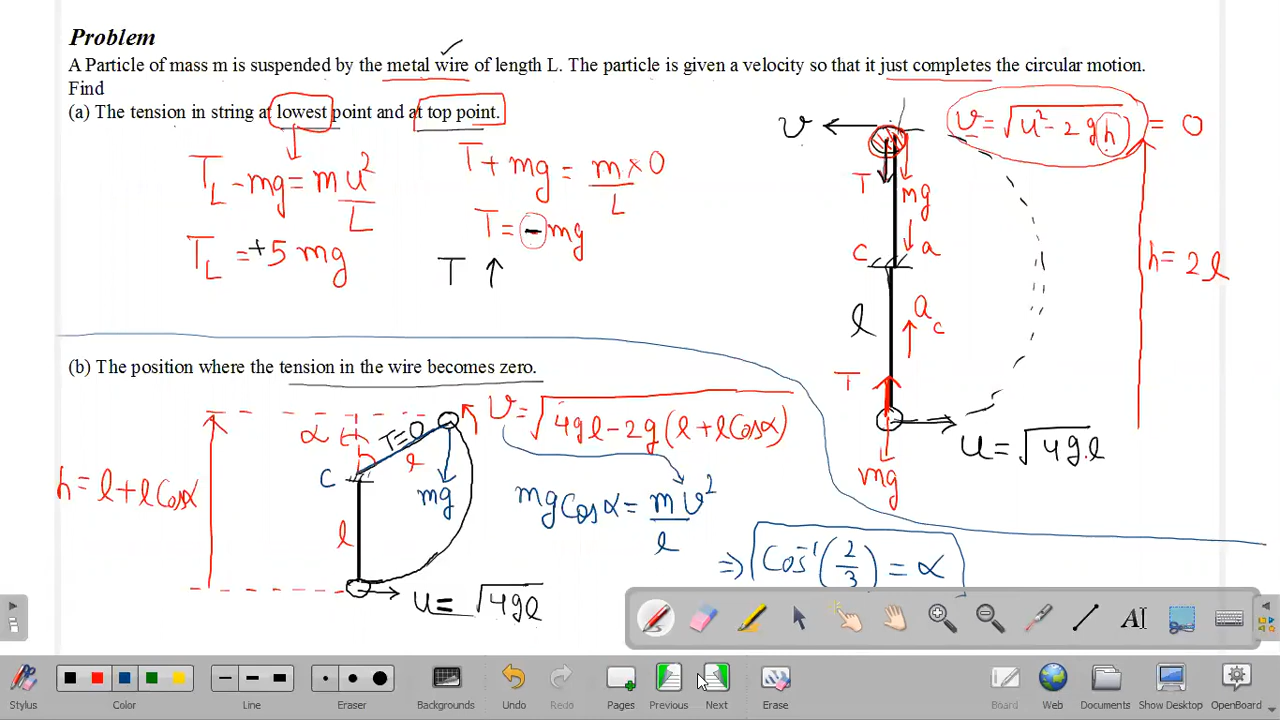 Problem
A Particle of mass m is suspended by the metal wire of length L. The particle is given a velocity so that it just completes the circular motion.
Find
(a) The tension in string at lowest point and at top point.
T_L - mg = mu²/L
T_L = +5 mg
T + mg = m×0/L
T = - mg
T ↑
v
v = √(u² - 2gh) = 0
T
mg
c
a
h = 2l
l
a_c
T
u = √4gl
mg
(b) The position where the tension in the wire becomes zero.
α
T=0
l
c
mg
h = l + l Cosα
l
u = √4gl
v = √(4gl - 2g(l + l Cosα))
mg Cosα = mv²/l
⇒ Cos⁻¹(2/3) = α
Stylus
Color
Line
Eraser
Backgrounds
Undo
Redo
Pages
Previous
Next
Erase
Board
Web
Documents
Show Desktop
OpenBoard